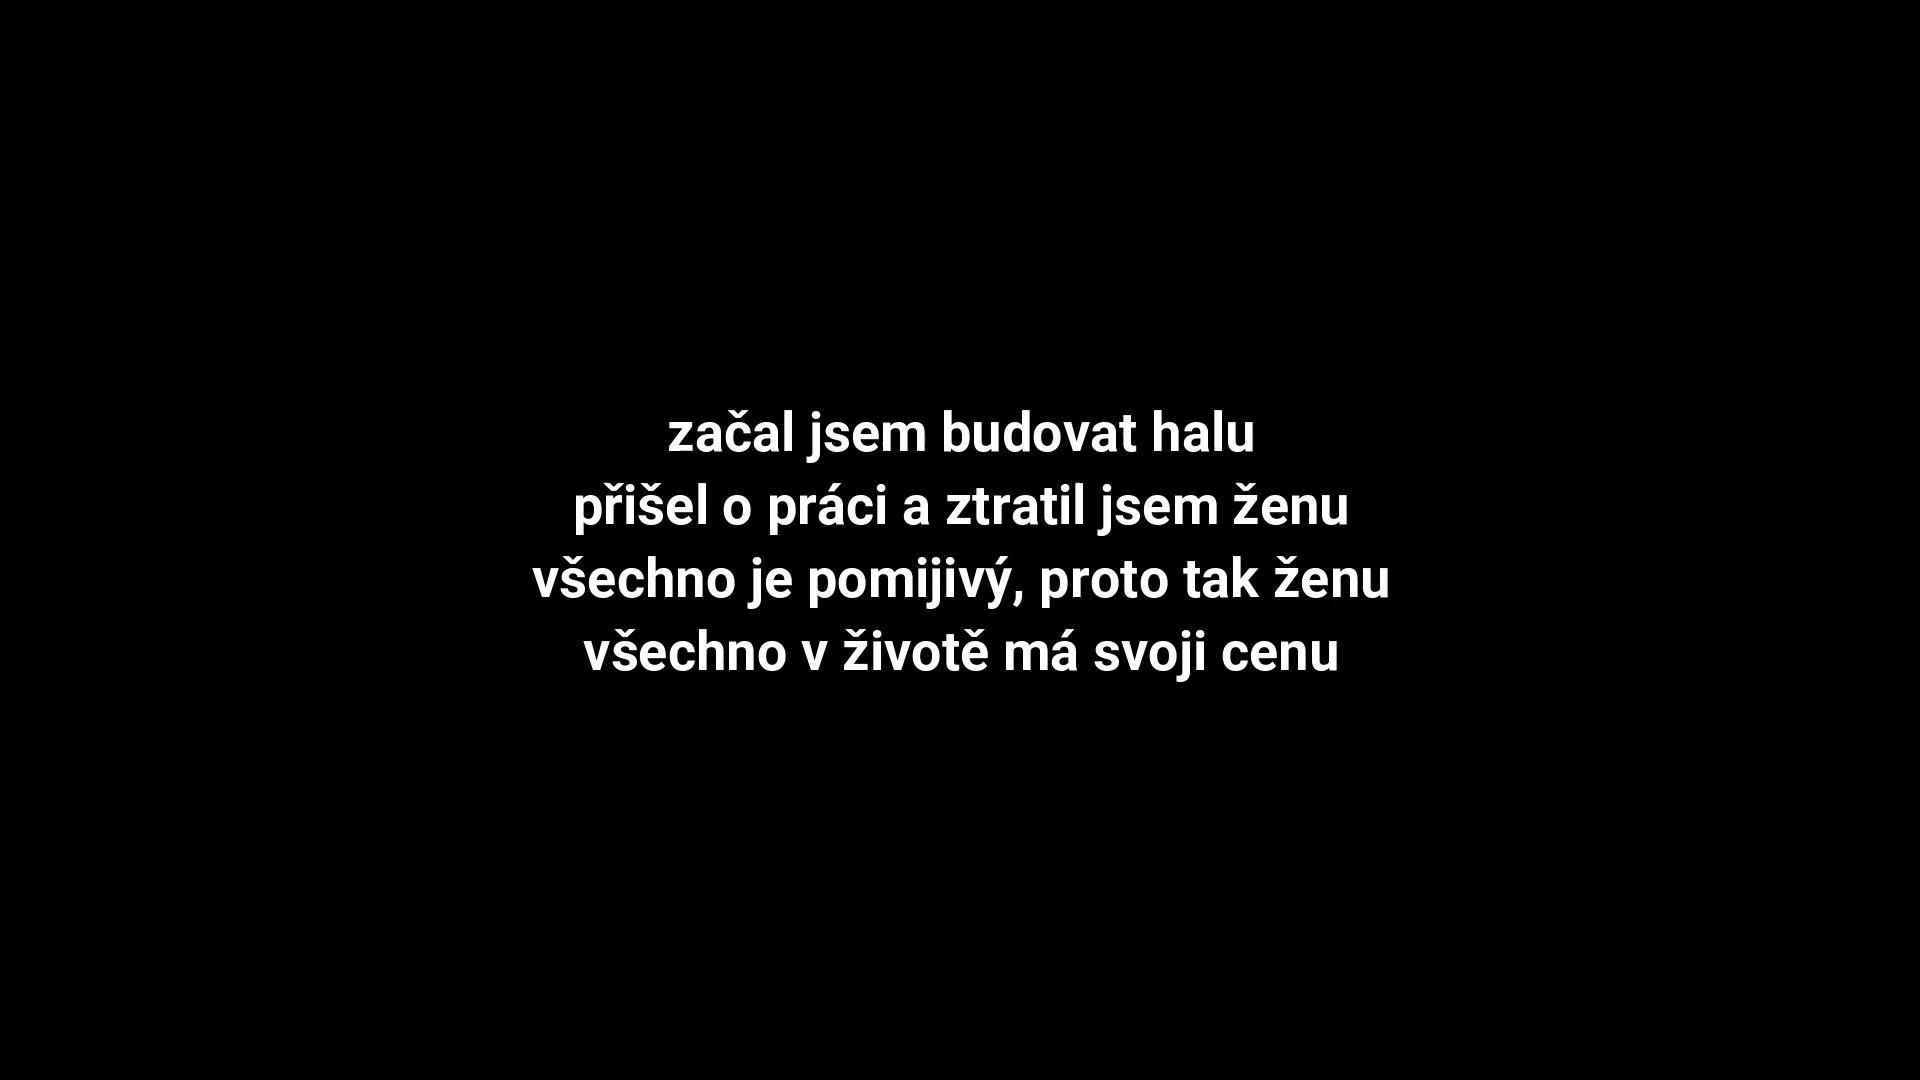 začal jsem budovat halu
přišel o práci a ztratil jsem ženu
všechno je pomijivý, proto tak ženu
všechno v životě má svoji cenu